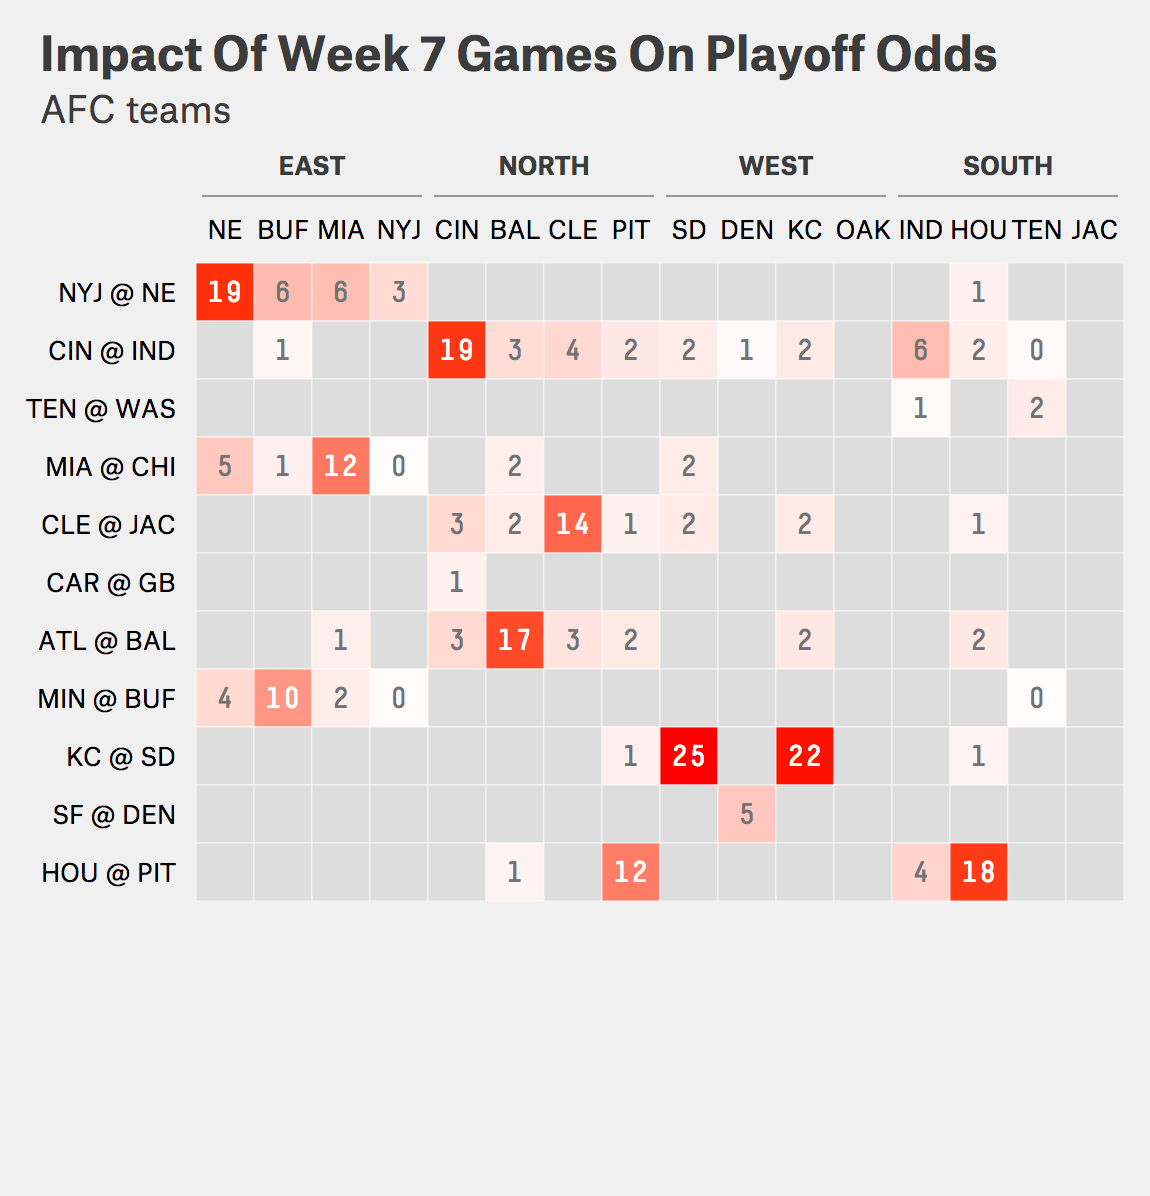 Impact Of Week 7 Games On Playoff Odds
AFC teams
EAST NORTH WEST SOUTH
NE BUF MIA NYJ CIN BAL CLE PIT SD DEN KC OAK IND HOU TEN JAC
NYJ @ NE 19 6 6 3 1
CIN @ IND 1 19 3 4 2 2 1 2 6 2 0
TEN @ WAS 1 2
MIA @ CHI 5 1 12 0 2 2
CLE @ JAC 3 2 14 1 2 2 1
CAR @ GB 1
ATL @ BAL 1 3 17 3 2 2 2
MIN @ BUF 4 10 2 0 0
KC @ SD 1 25 22 1
SF @ DEN 5
HOU @ PIT 1 12 4 18